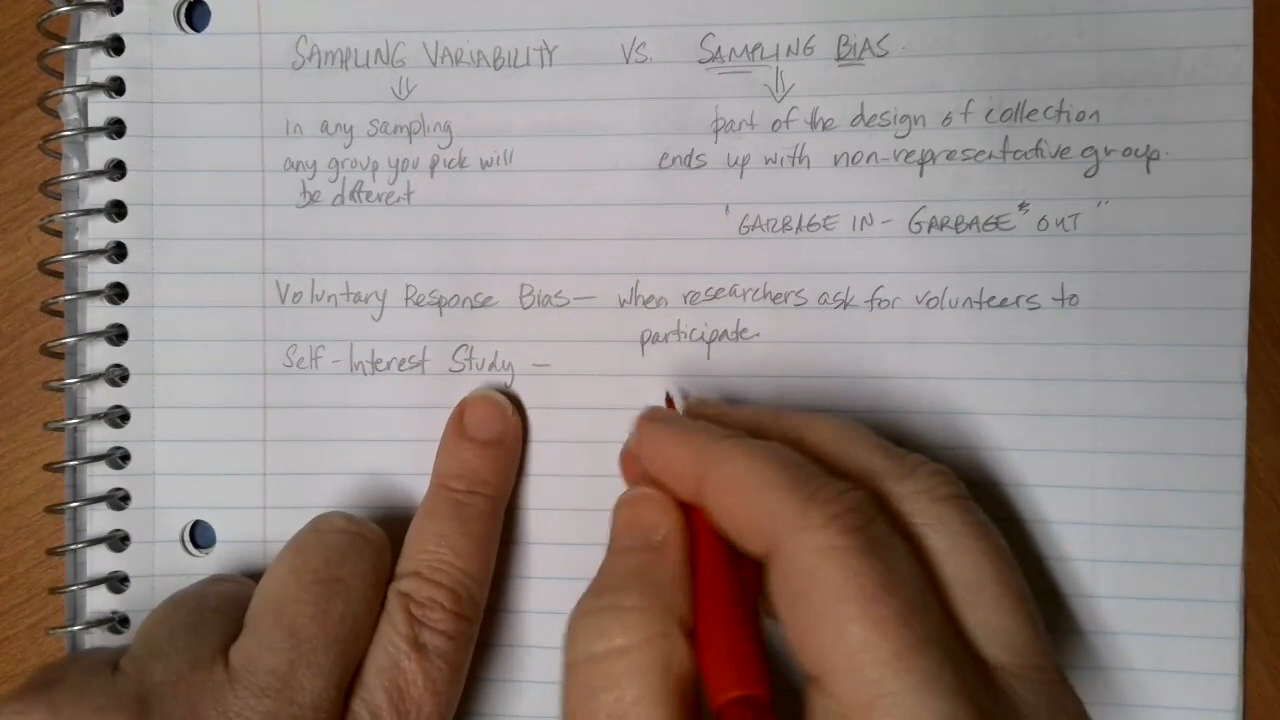 SAMPLING VARIABILITY VS. SAMPLING BIAS.
in any sampling
any group you pick will
be different
part of the design of collection
ends up with non-representative group.
"GARBAGE IN - GARBAGE* OUT"
Voluntary Response Bias — when researchers ask for volunteers to
participate.
Self-Interest Study —